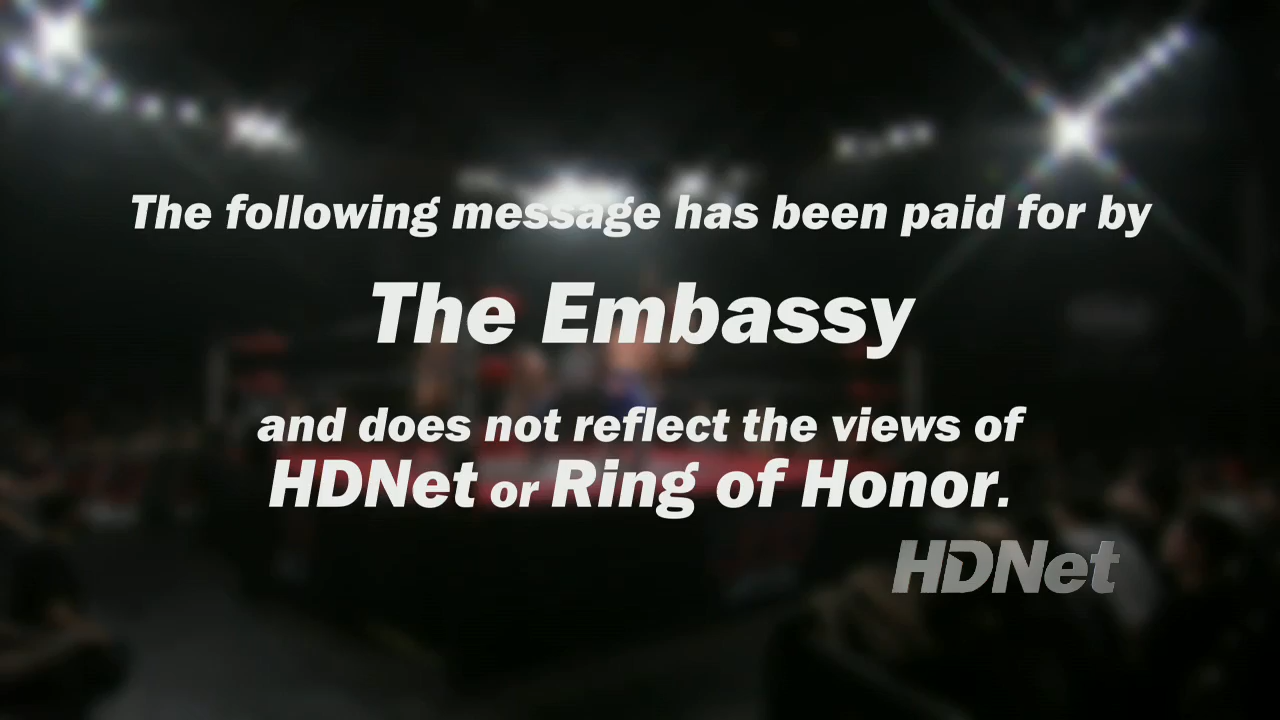 The following message has been paid for by
The Embassy
and does not reflect the views of
HDNet or Ring of Honor.
HDNet